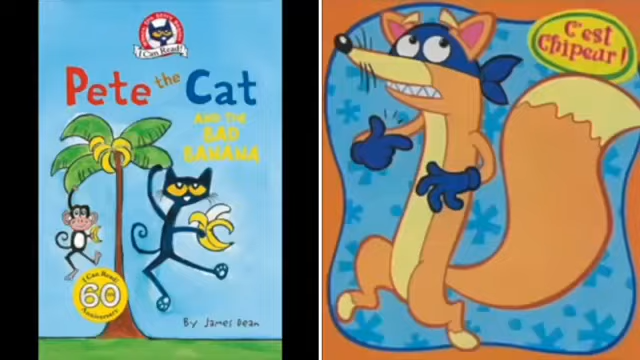 I Can Read!
Pete the Cat
AND THE
BAD
BANANA
I Can Read!
60
Anniversary
By James Dean
C'est
Chipeur!